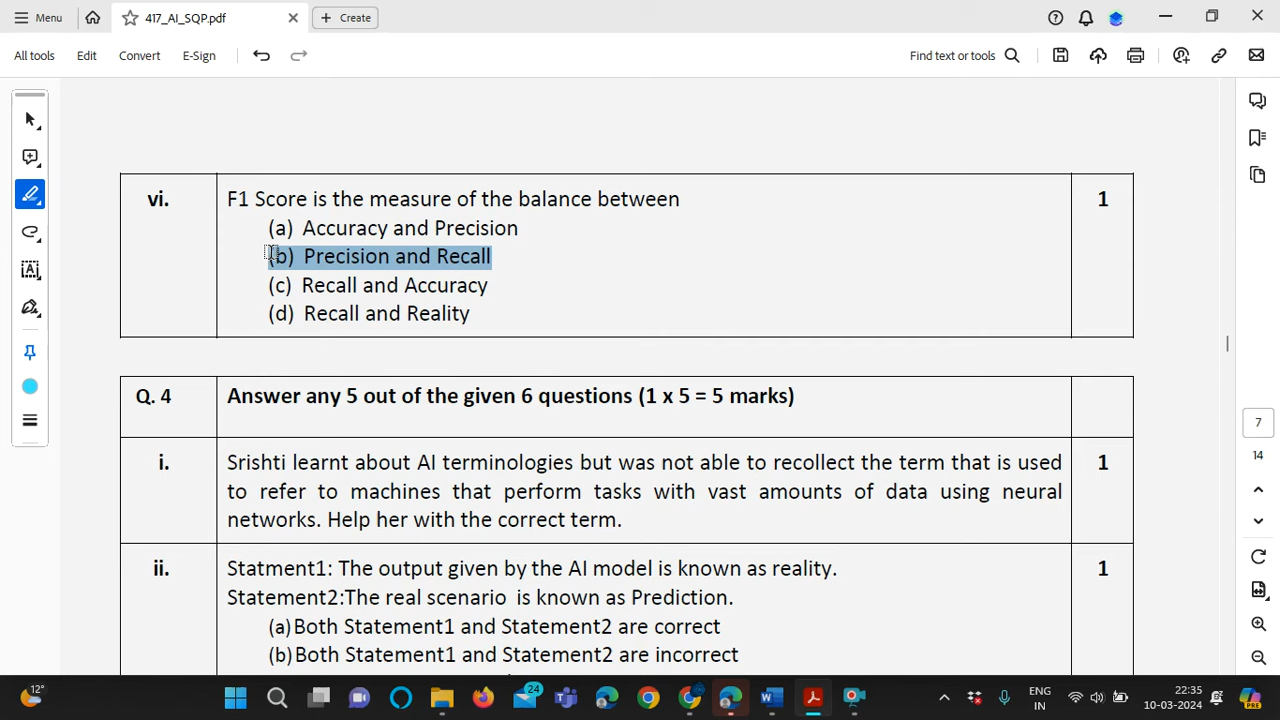 Menu
417_AI_SQP.pdf
Create
All tools
Edit
Convert
E-Sign
Find text or tools
vi.
F1 Score is the measure of the balance between
1
(a) Accuracy and Precision
(b) Precision and Recall
(c) Recall and Accuracy
(d) Recall and Reality
Q. 4
Answer any 5 out of the given 6 questions (1 x 5 = 5 marks)
i.
Srishti learnt about AI terminologies but was not able to recollect the term that is used
1
to refer to machines that perform tasks with vast amounts of data using neural
networks. Help her with the correct term.
ii.
Statment1: The output given by the AI model is known as reality.
1
Statement2:The real scenario is known as Prediction.
(a)Both Statement1 and Statement2 are correct
(b)Both Statement1 and Statement2 are incorrect
7
14
12°
24
ENG
IN
22:35
10-03-2024
PRE